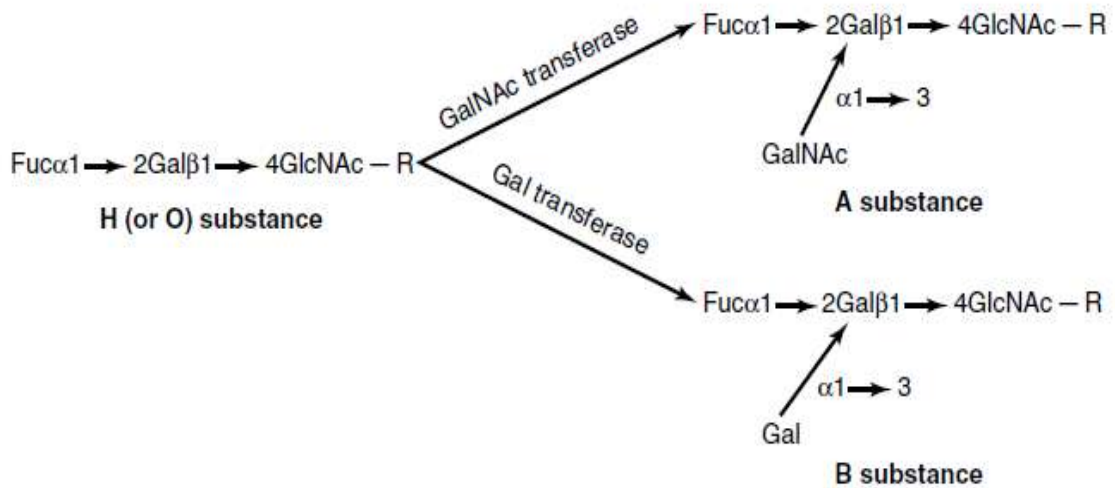 Fucα1→2Galβ1→4GlcNAc – R
GalNAc transferase
α1→3
GalNAc
A substance
Fucα1→2Galβ1→4GlcNAc – R
H (or O) substance
Gal transferase
Fucα1→2Galβ1→4GlcNAc – R
α1→3
Gal
B substance